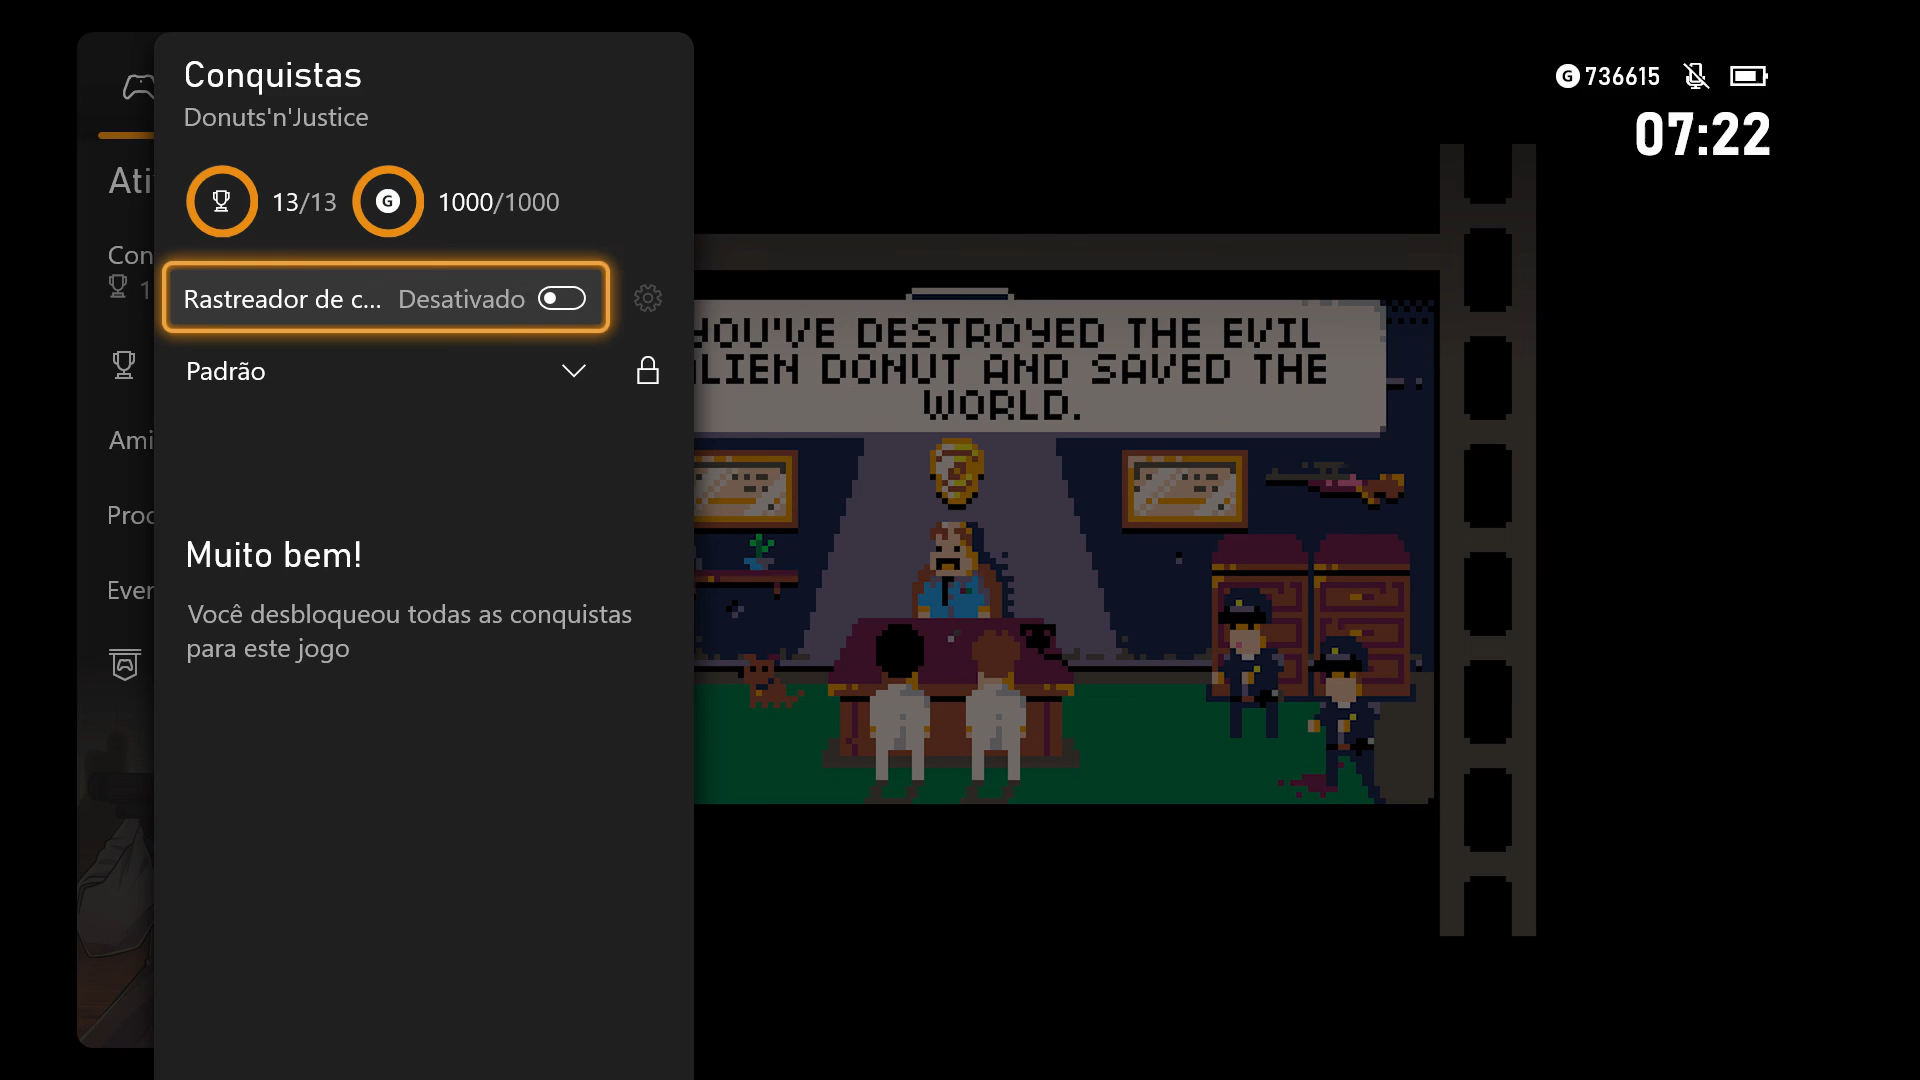 Conquistas
Donuts'n'Justice
13/13
G
1000/1000
Rastreador de c... Desativado
Padrão
Muito bem!
Você desbloqueou todas as conquistas
para este jogo
Ati
Con
1
Ami
Proc
Ever
G 736615
07:22
YOU'VE DESTROYED THE EVIL
LIEN DONUT AND SAVED THE
WORLD.